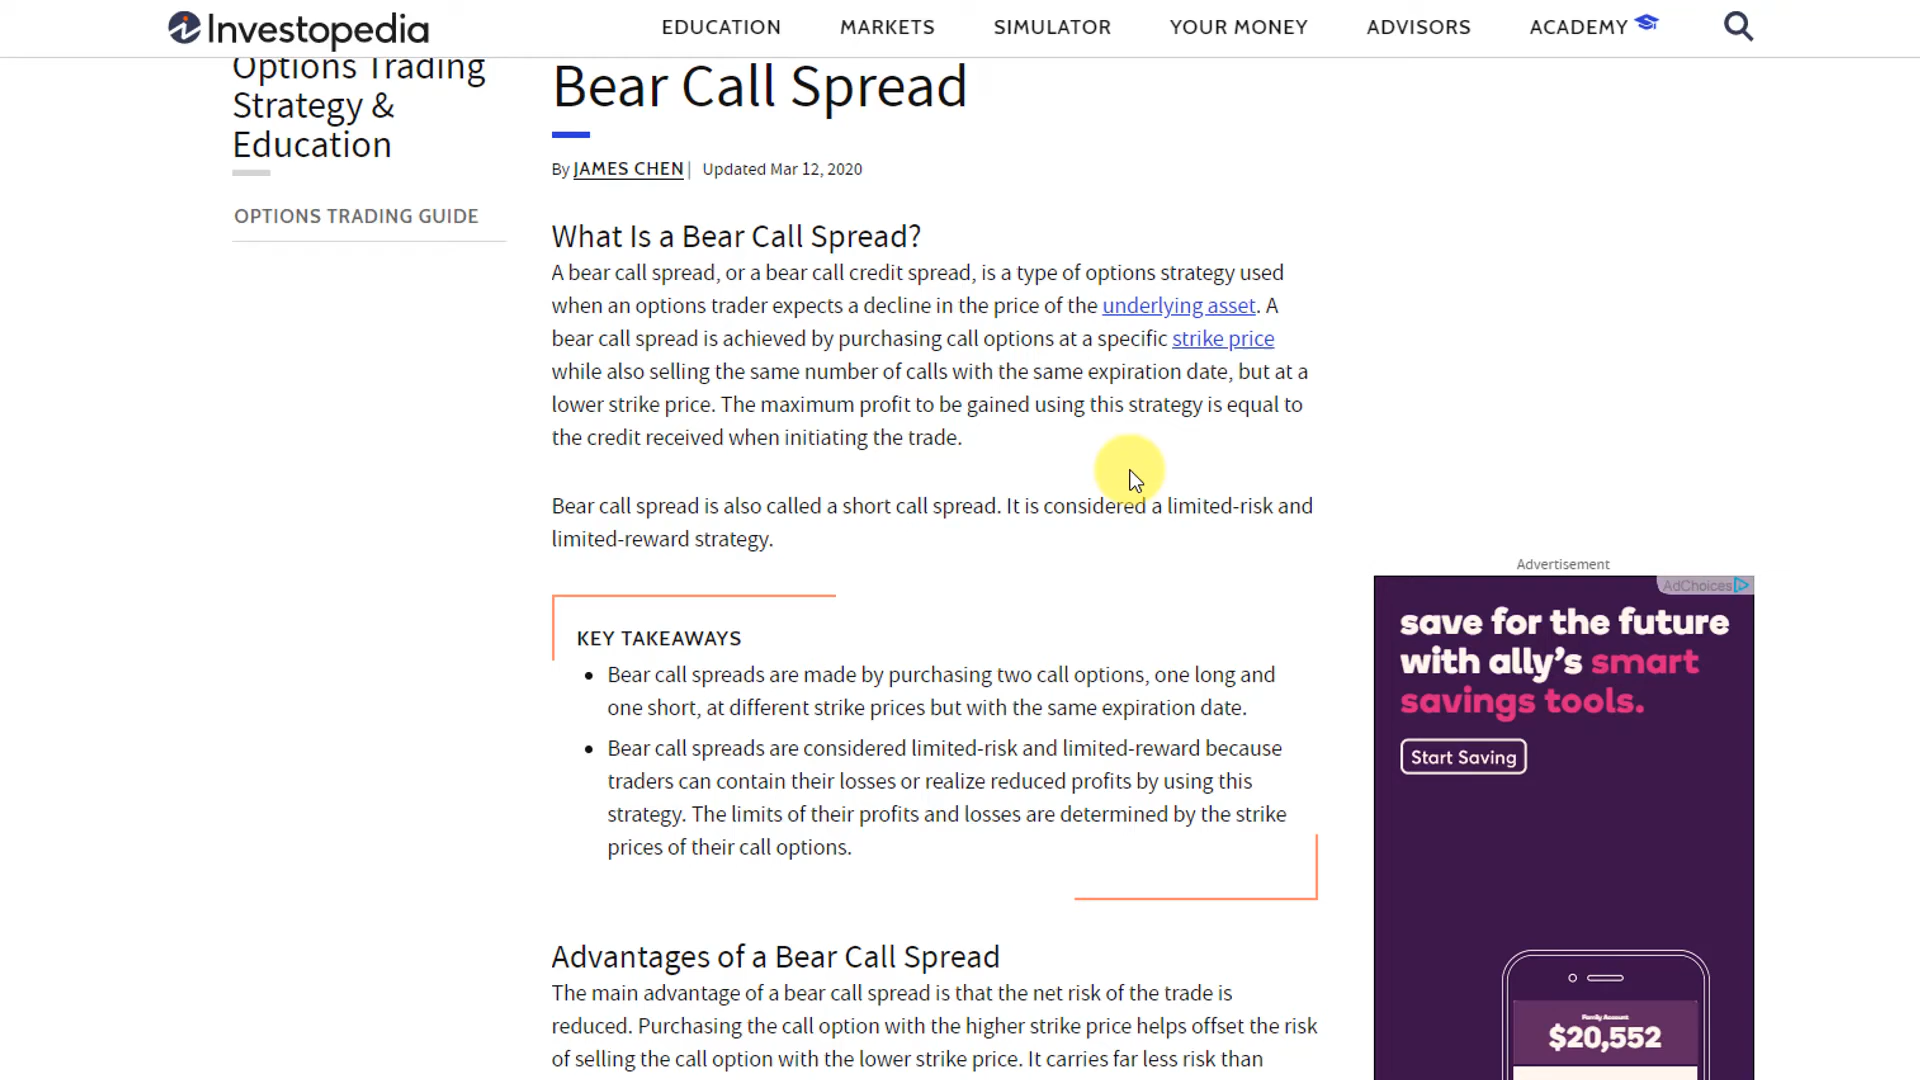 Investopedia
EDUCATION
MARKETS
SIMULATOR
YOUR MONEY
ADVISORS
ACADEMY
Options Trading
Strategy &
Education
OPTIONS TRADING GUIDE
Bear Call Spread
By JAMES CHEN | Updated Mar 12, 2020
What Is a Bear Call Spread?
A bear call spread, or a bear call credit spread, is a type of options strategy used
when an options trader expects a decline in the price of the underlying asset. A
bear call spread is achieved by purchasing call options at a specific strike price
while also selling the same number of calls with the same expiration date, but at a
lower strike price. The maximum profit to be gained using this strategy is equal to
the credit received when initiating the trade.
Bear call spread is also called a short call spread. It is considered a limited-risk and
limited-reward strategy.
KEY TAKEAWAYS
• Bear call spreads are made by purchasing two call options, one long and
one short, at different strike prices but with the same expiration date.
• Bear call spreads are considered limited-risk and limited-reward because
traders can contain their losses or realize reduced profits by using this
strategy. The limits of their profits and losses are determined by the strike
prices of their call options.
Advantages of a Bear Call Spread
The main advantage of a bear call spread is that the net risk of the trade is
reduced. Purchasing the call option with the higher strike price helps offset the risk
of selling the call option with the lower strike price. It carries far less risk than
Advertisement
AdChoices
save for the future
with ally's smart
savings tools.
Start Saving
Family Account
$20,552